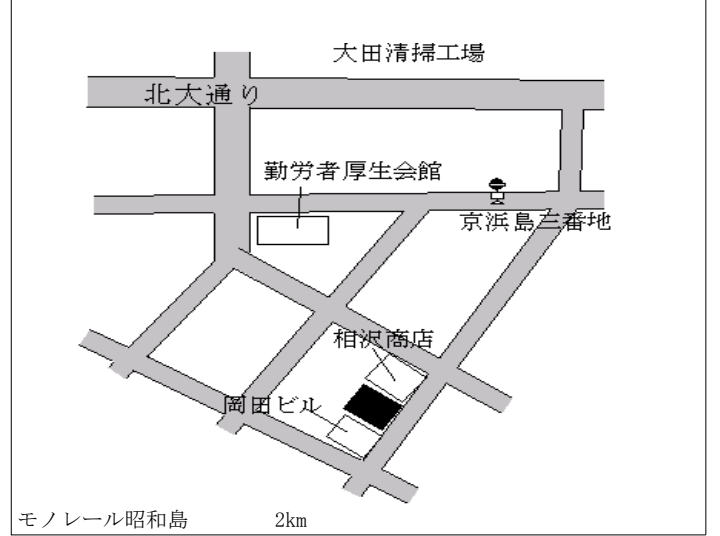 大田清掃工場
北大通り
勤労者厚生会館
京浜島三番地
相沢商店
岡田ビル
モノレール昭和島 2km